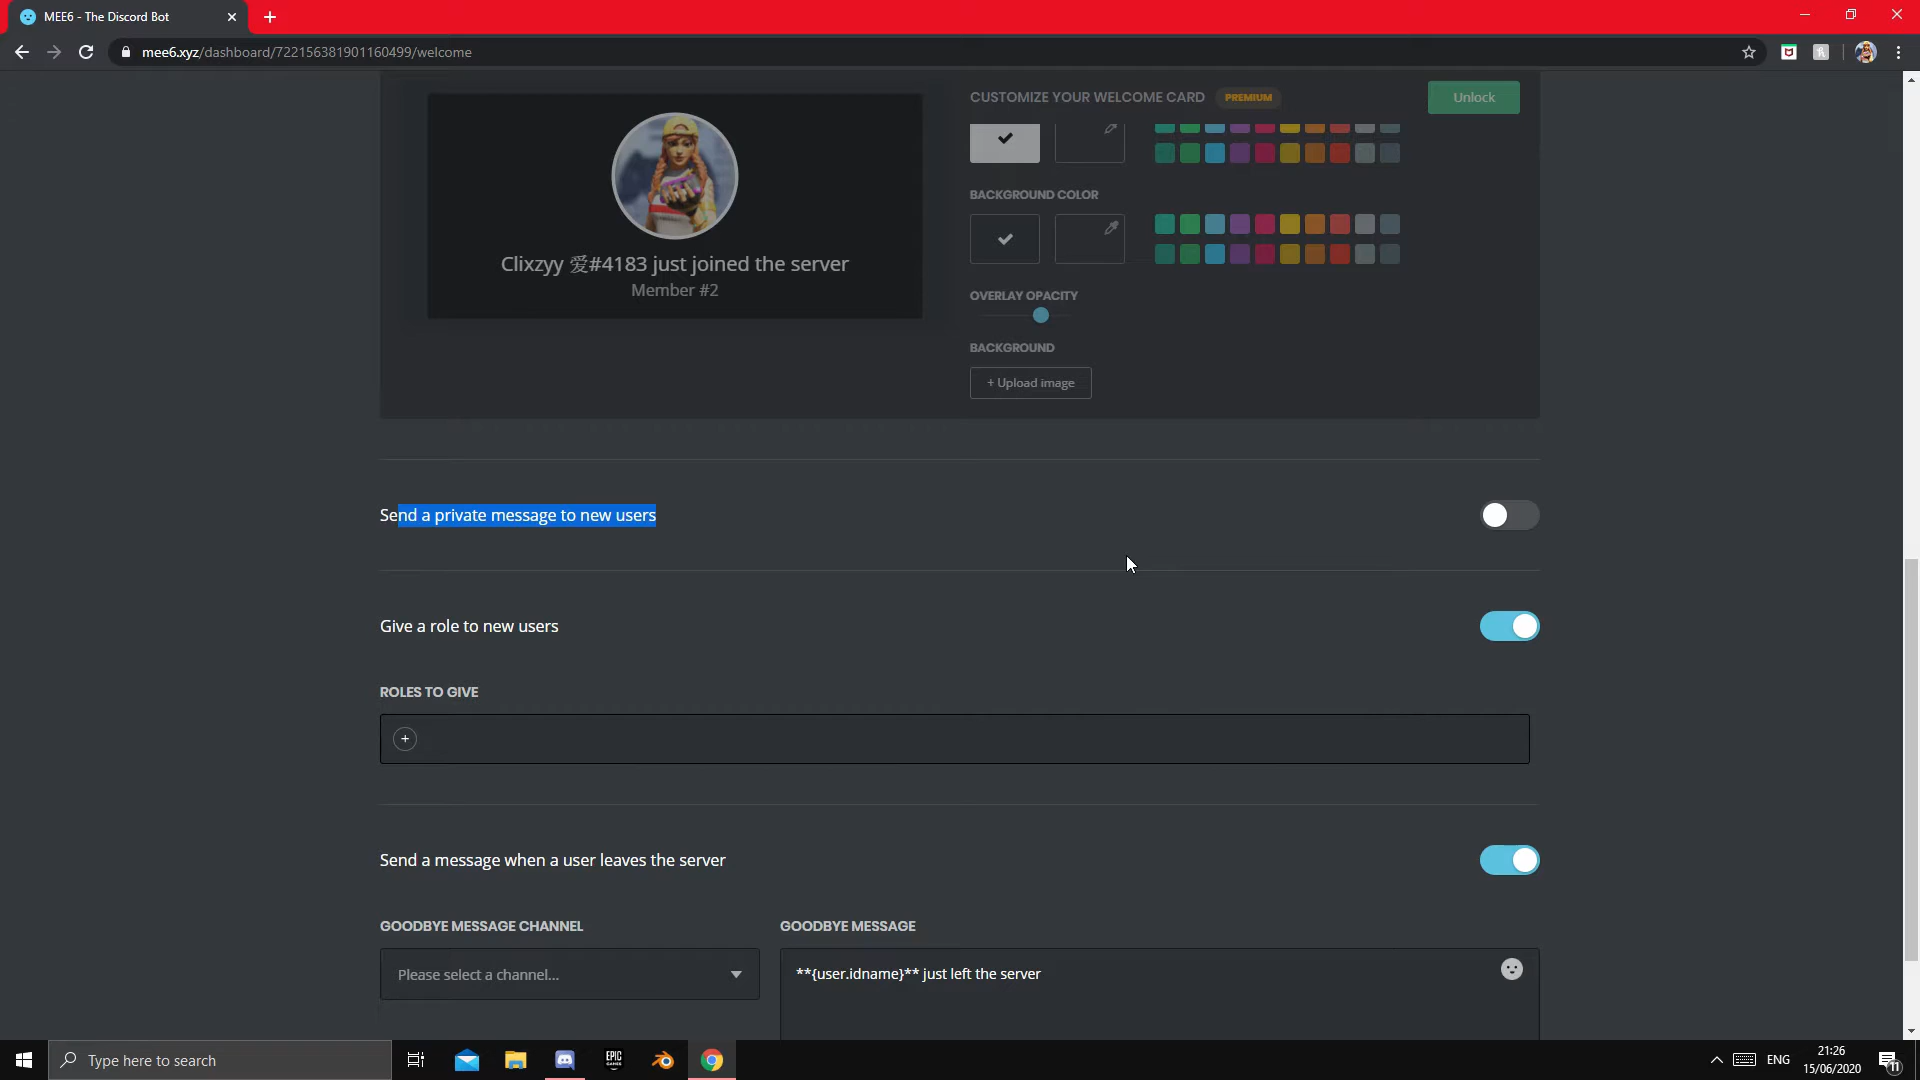 MEE6 - The Discord Bot
mee6.xyz/dashboard/722156381901160499/welcome
CUSTOMIZE YOUR WELCOME CARD PREMIUM
Unlock
BACKGROUND COLOR
Clixzyy 爱#4183 just joined the server
Member #2
OVERLAY OPACITY
BACKGROUND
+ Upload image
Send a private message to new users
Give a role to new users
ROLES TO GIVE
Send a message when a user leaves the server
GOODBYE MESSAGE CHANNEL
GOODBYE MESSAGE
Please select a channel...
**{user.idname}** just left the server
Type here to search
EPIC
GAMES
ENG
21:26
15/06/2020
11